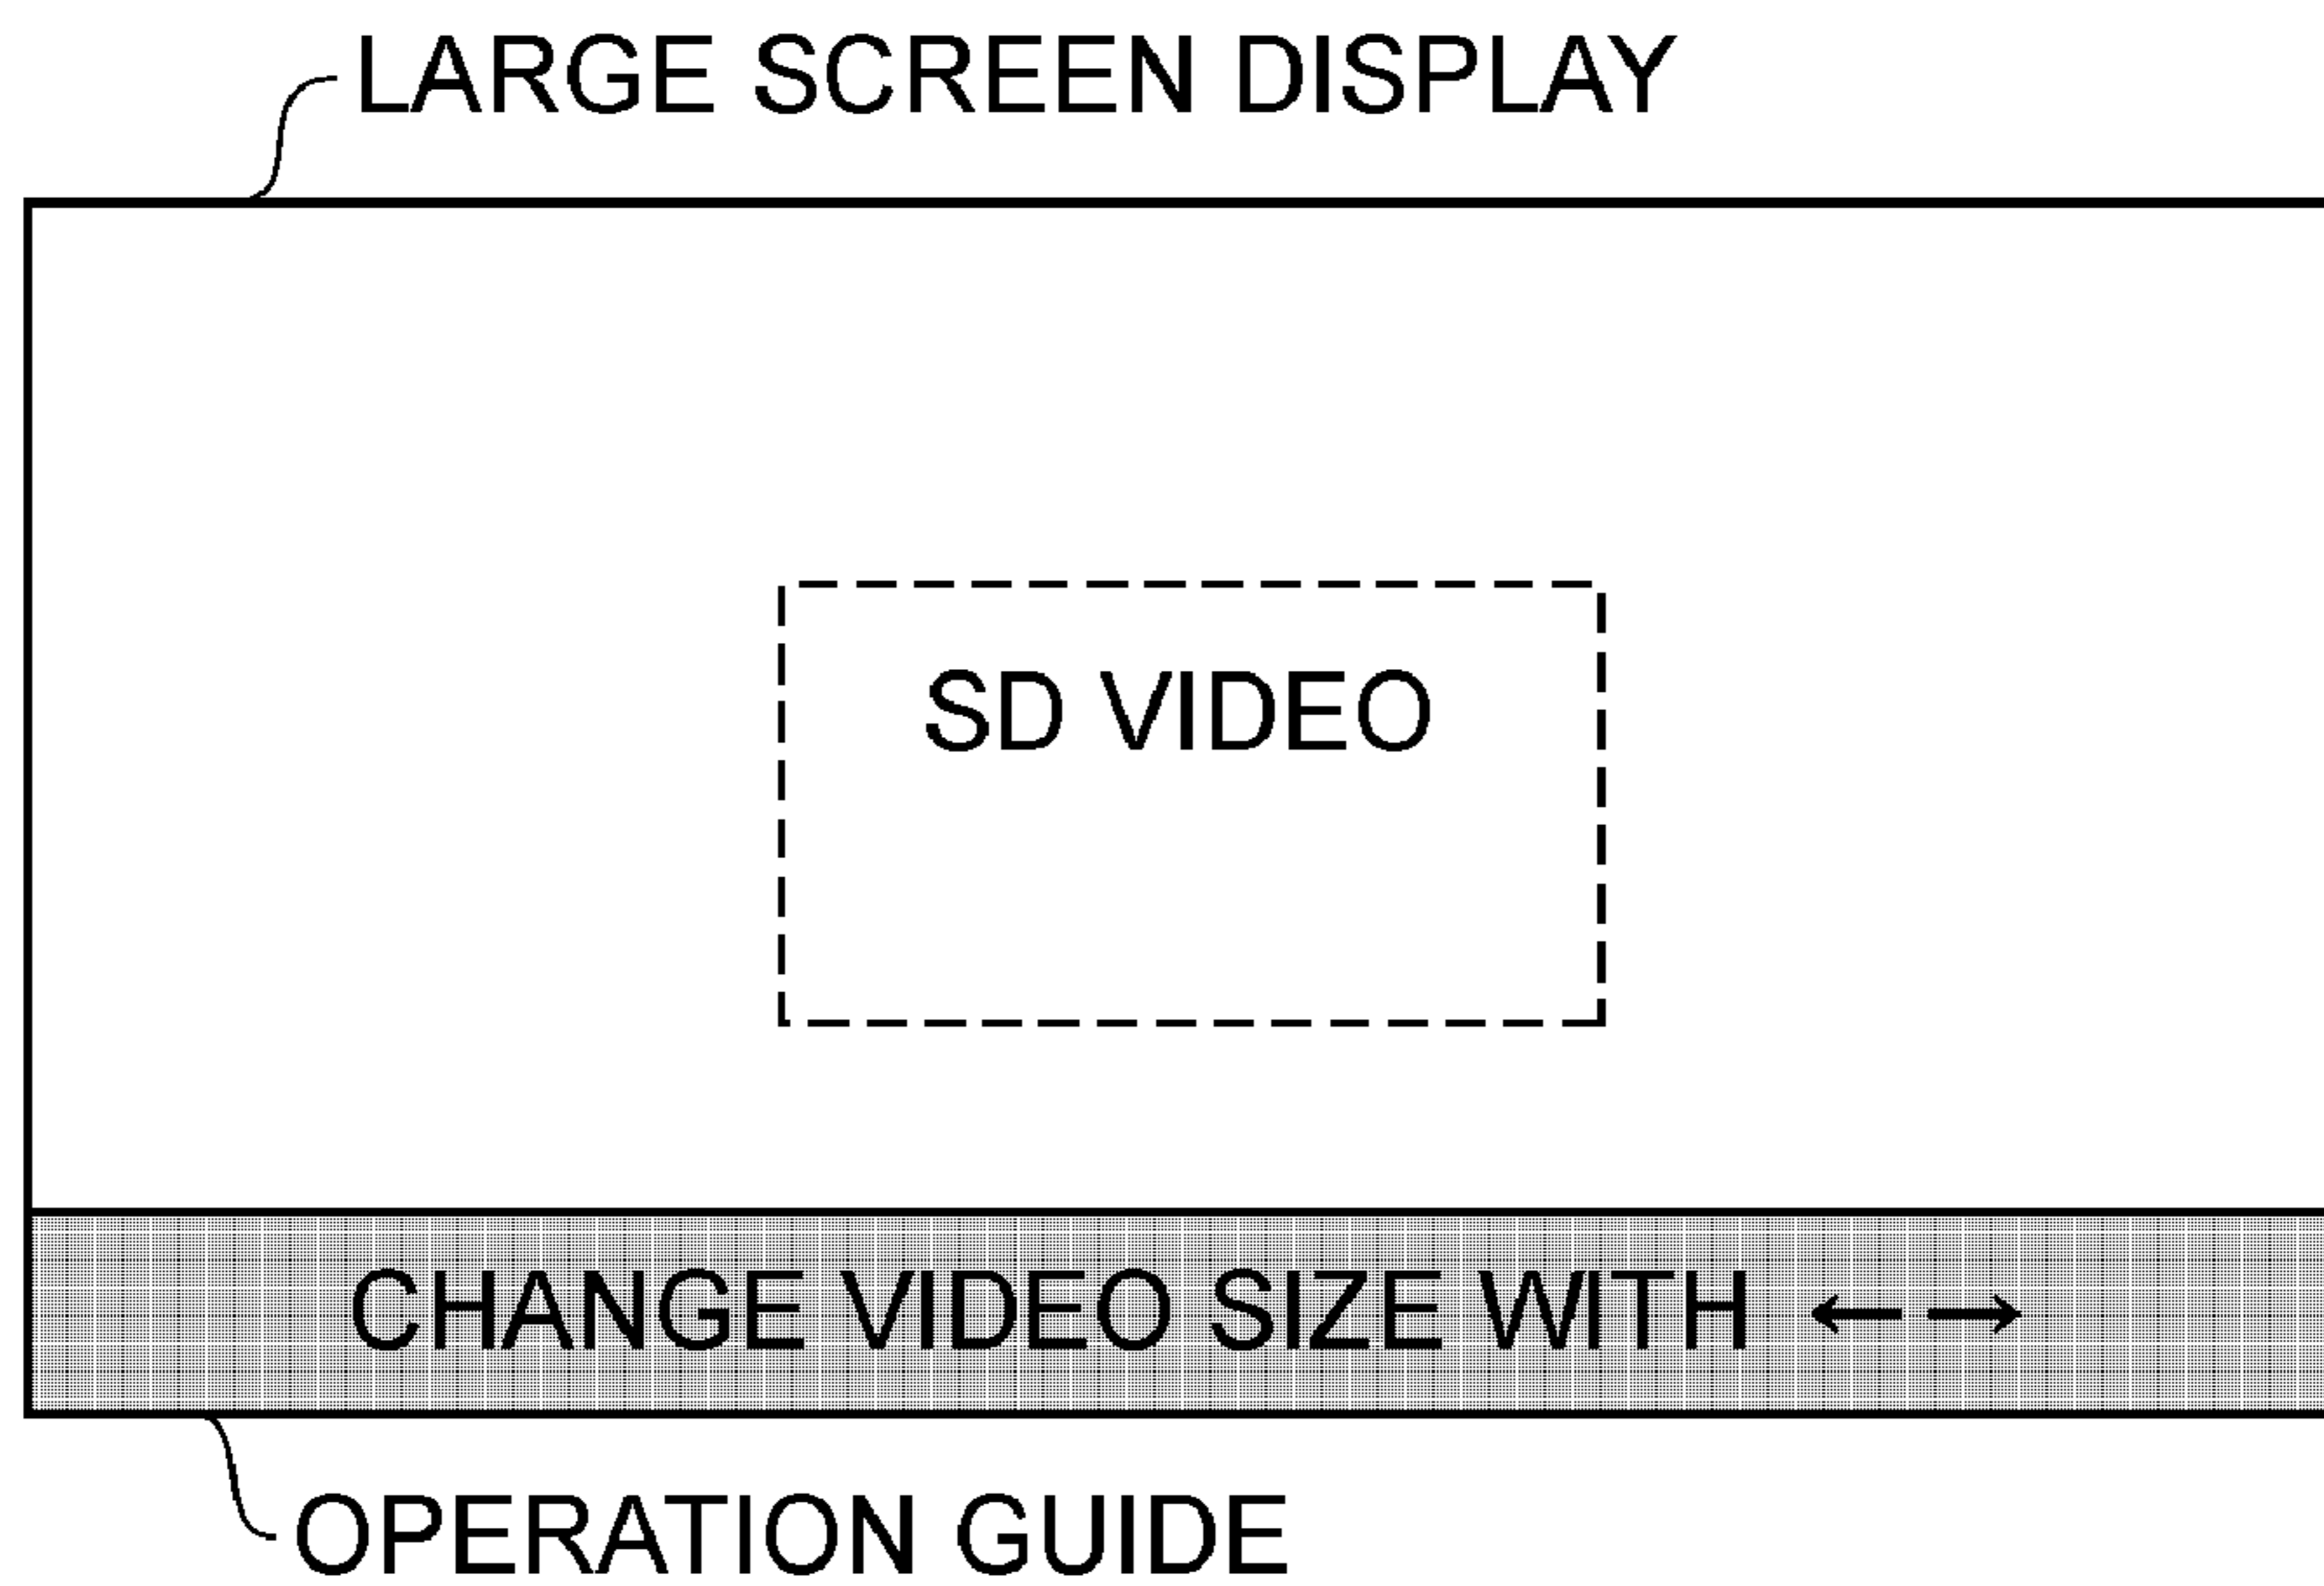 LARGE SCREEN DISPLAY
SD VIDEO
CHANGE VIDEO SIZE WITH ←→
OPERATION GUIDE